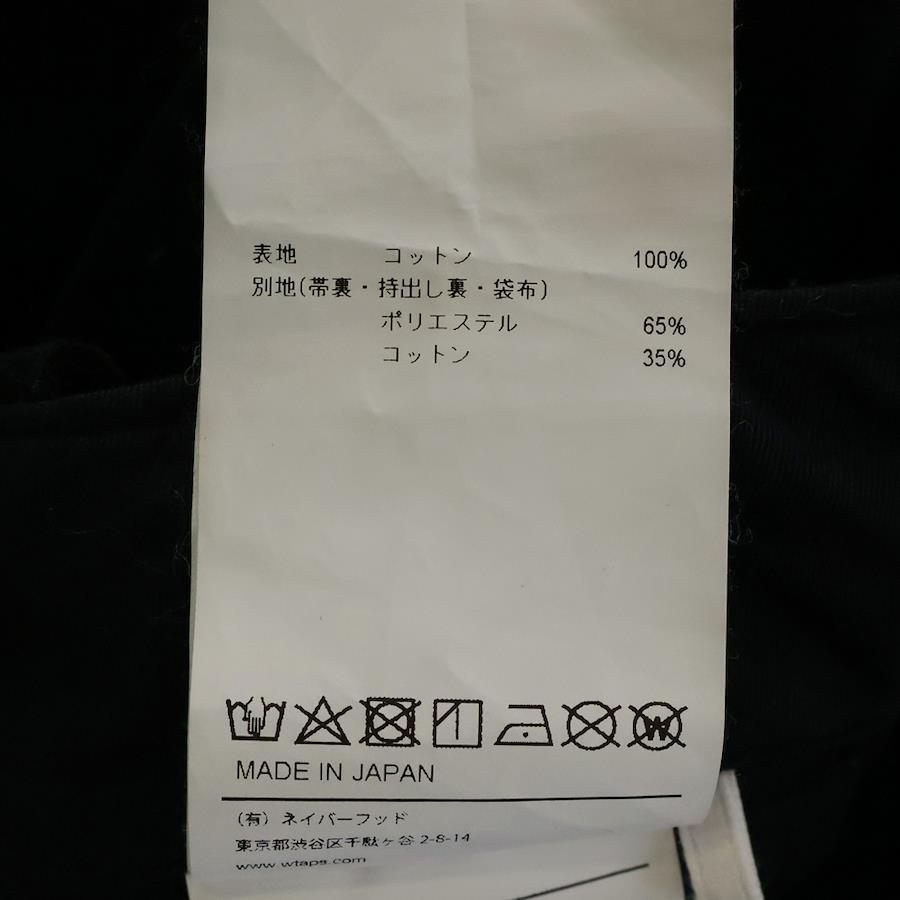 表地 コットン 100%
別地(帯裏・持出し裏・袋布)
ポリエステル 65%
コットン 35%
MADE IN JAPAN
(有)ネイバーフッド
東京都渋谷区千駄ヶ谷 2-8-14
www.wtaps.com